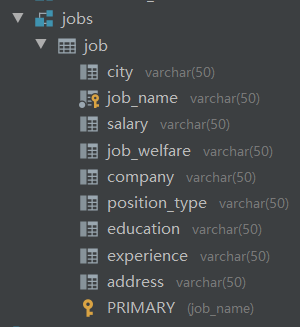 jobs
job
city varchar(50)
job_name varchar(50)
salary varchar(50)
job_welfare varchar(50)
company varchar(50)
position_type varchar(50)
education varchar(50)
experience varchar(50)
address varchar(50)
PRIMARY (job_name)